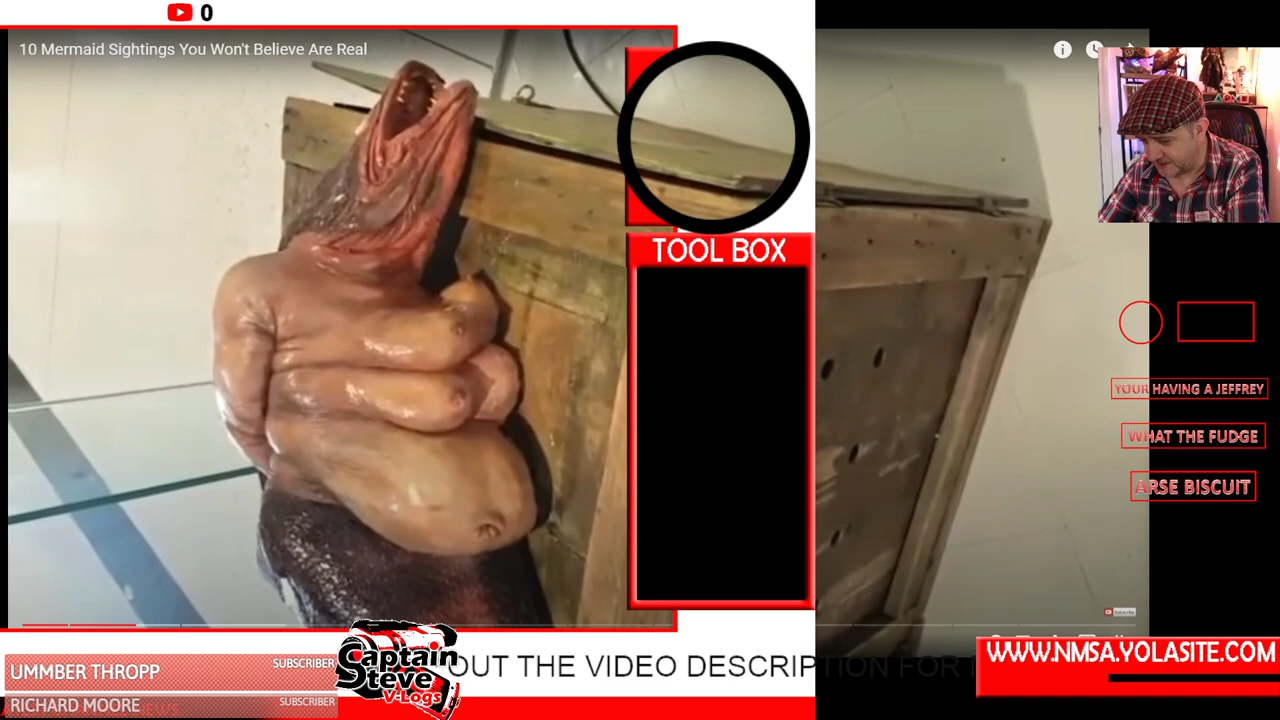 0
10 Mermaid Sightings You Won't Believe Are Real
TOOL BOX
YOUR HAVING A JEFFREY
WHAT THE FUDGE
ARSE BISCUIT
Subscribe
UMMBER THROPP
SUBSCRIBER
RICHARD MOORE
SUBSCRIBER
Captain
Steve
V-Logs
OUT THE VIDEO DESCRIPTION FOR
WWW.NMSA.YOLASITE.COM